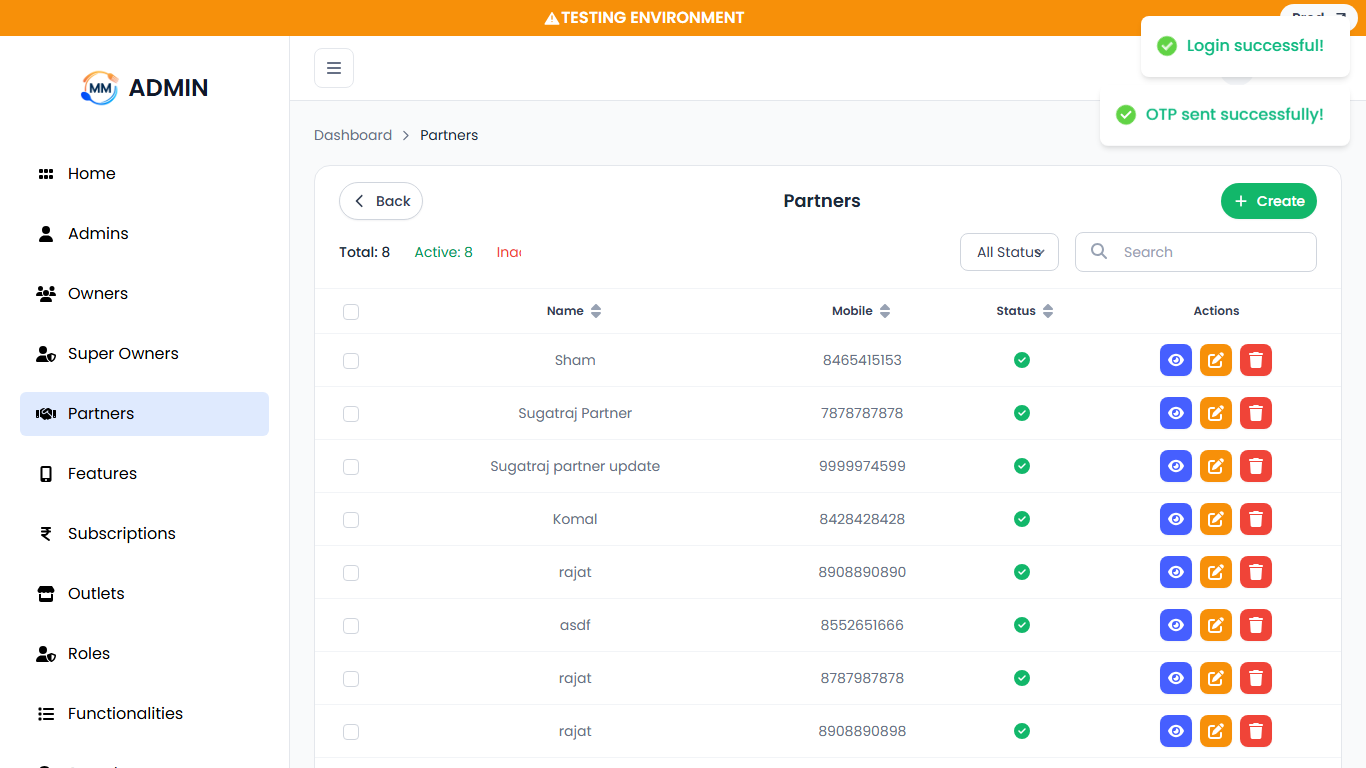 TESTING ENVIRONMENT
Login successful!
OTP sent successfully!
MM ADMIN
Home
Admins
Owners
Super Owners
Partners
Features
Subscriptions
Outlets
Roles
Functionalities
Dashboard > Partners
Back
Partners
+ Create
Total: 8 Active: 8
All Status
Search
Name Mobile Status Actions
Sham 8465415153
Sugatraj Partner 7878787878
Sugatraj partner update 9999974599
Komal 8428428428
rajat 8908890890
asdf 8552651666
rajat 8787987878
rajat 8908890898